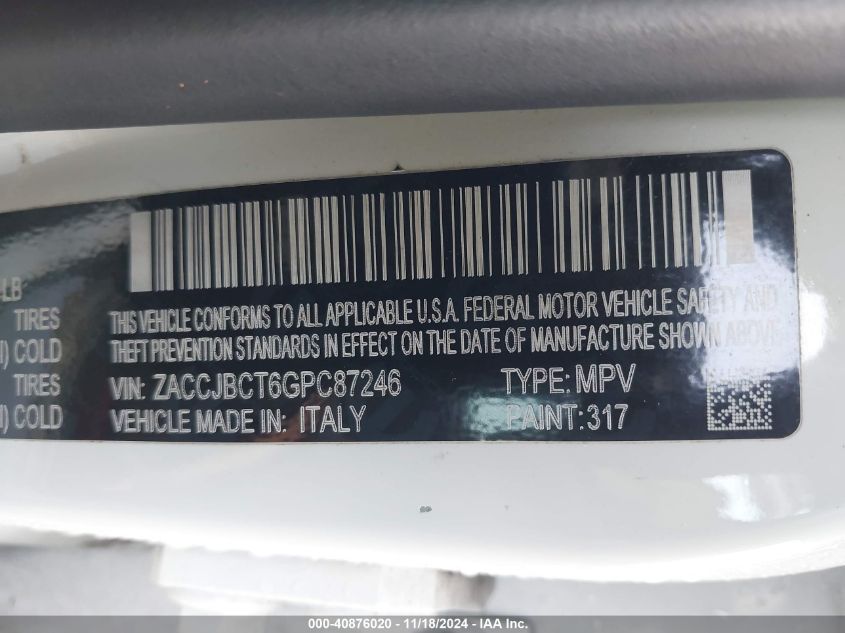 -LB
TIRES
THIS VEHICLE CONFORMS TO ALL APPLICABLE U.S.A. FEDERAL MOTOR VEHICLE SAFETY AND
I) COLD
THEFT PREVENTION STANDARDS IN EFFECT ON THE DATE OF MANUFACTURE SHOWN ABOVE
TIRES
VIN: ZACCJBCT6GPC87246 TYPE: MPV
I) COLD
VEHICLE MADE IN: ITALY PAINT: 317
000-40876020 - 11/18/2024 - IAA Inc.